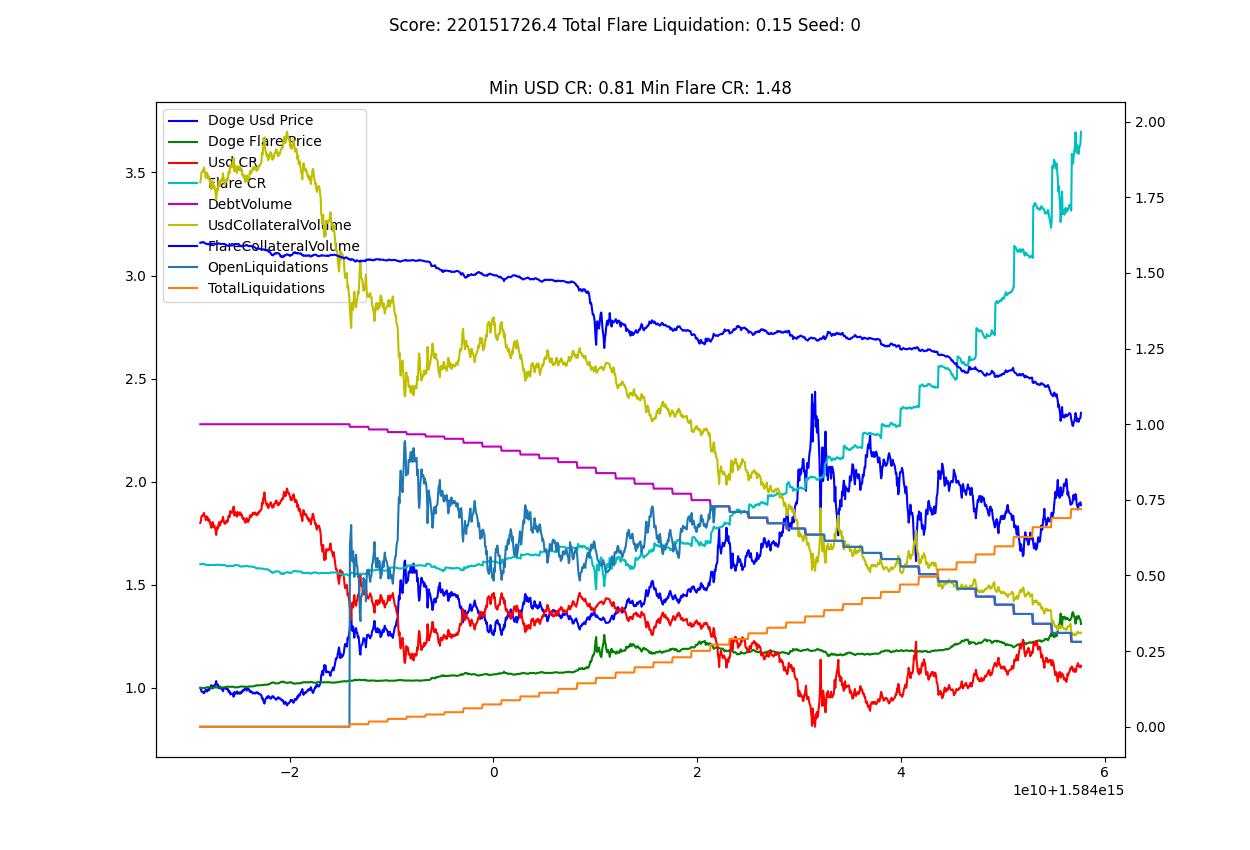 Score: 220151726.4 Total Flare Liquidation: 0.15 Seed: 0
Min USD CR: 0.81 Min Flare CR: 1.48
Doge Usd Price
Doge Flare Price
Usd CR
Flare CR
DebtVolume
UsdCollateralVolume
FlareCollateralVolume
OpenLiquidations
TotalLiquidations
3.5
3.0
2.5
2.0
1.5
1.0
2.00
1.75
1.50
1.25
1.00
0.75
0.50
0.25
0.00
−2
0
2
4
6
1e10+1.584e15